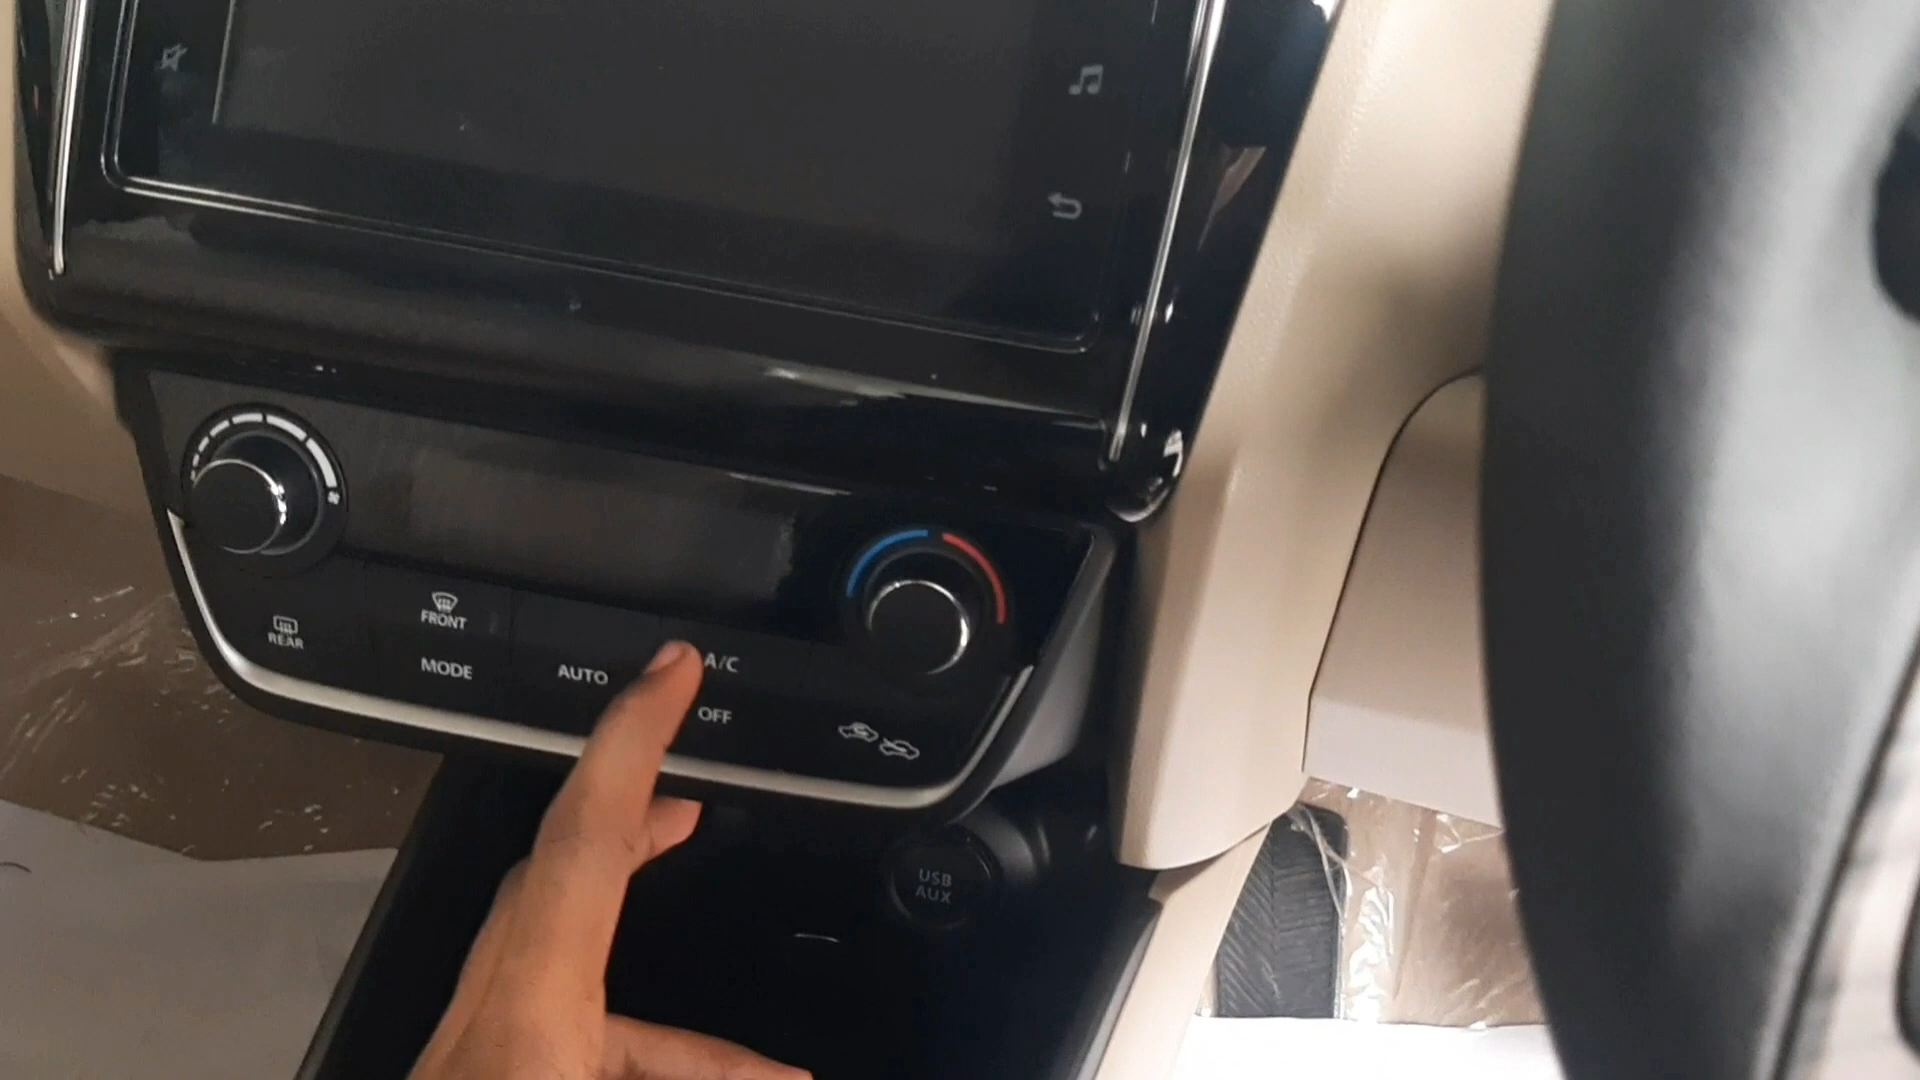 FRONT
REAR
MODE
AUTO
A/C
OFF
USB
AUX